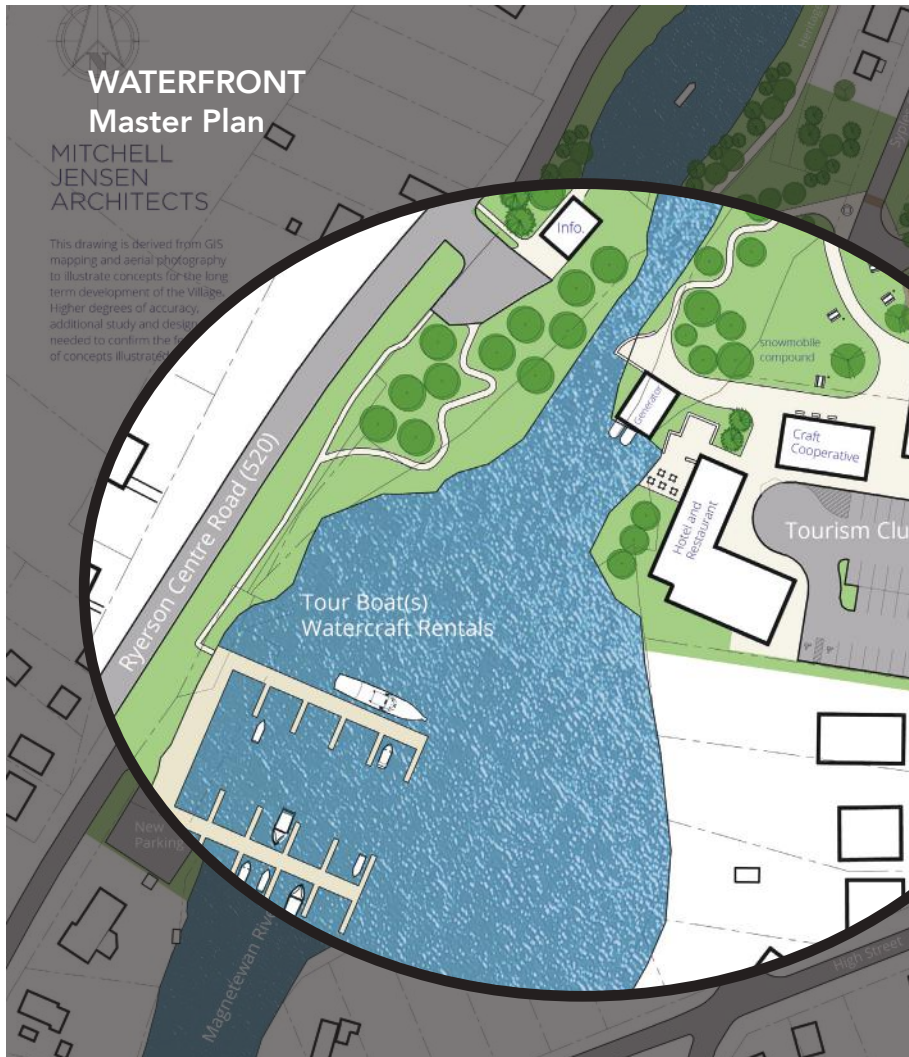 N
WATERFRONT
Master Plan
MITCHELL
JENSEN
ARCHITECTS
This drawing is derived from GIS
mapping and aerial photography
to illustrate concepts for the long
term development of the Village.
Higher degrees of accuracy,
additional study and design
needed to confirm the
of concepts illustrated
Heritage
Info.
snowmobile
compound
Generator
Craft
Cooperative
Hotel and
Restaurant
Tourism Clu
Ryerson Centre Road (520)
Tour Boat(s)
Watercraft Rentals
New
Parking
Magnetewan River
High Street